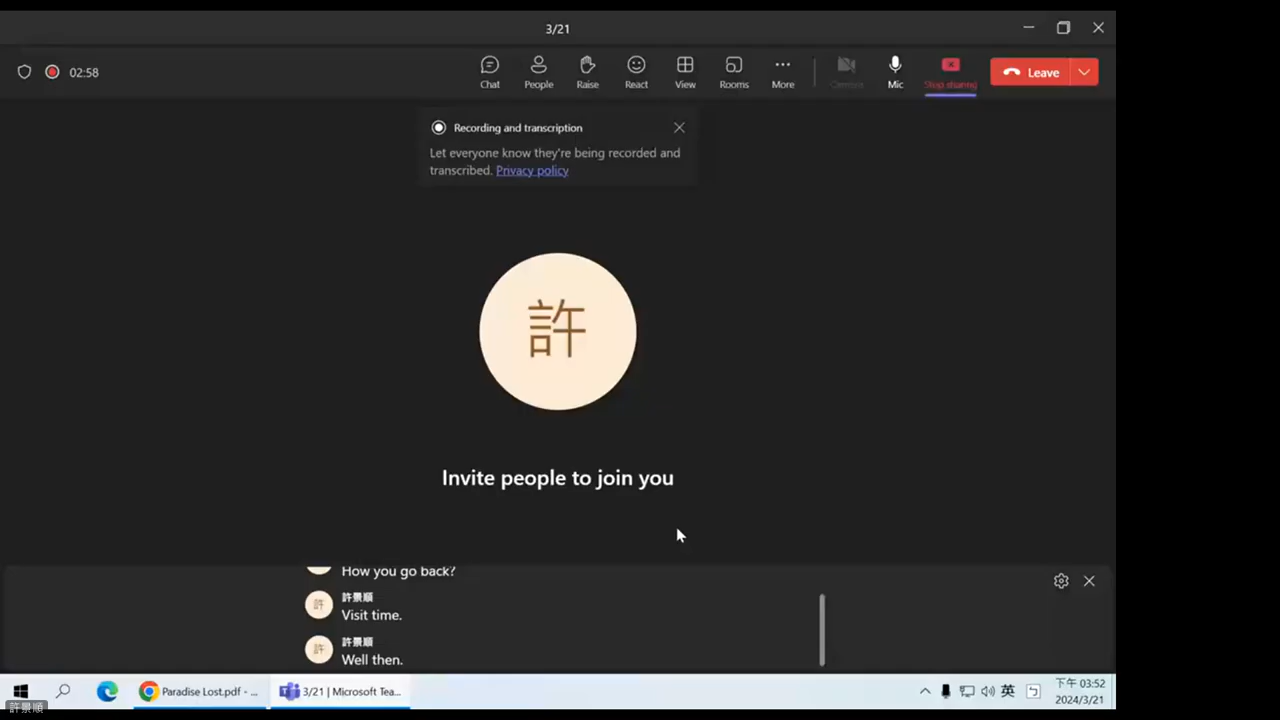 3/21
02:58
Chat
People
Raise
React
View
Rooms
More
Camera
Mic
Stop sharing
Leave
Recording and transcription
Let everyone know they're being recorded and
transcribed. Privacy policy
許
Invite people to join you
How you go back?
許景順
許
Visit time.
許景順
許
Well then.
Paradise Lost.pdf - ...
3/21 | Microsoft Tea...
英
下午 03:52
2024/3/21
許景順